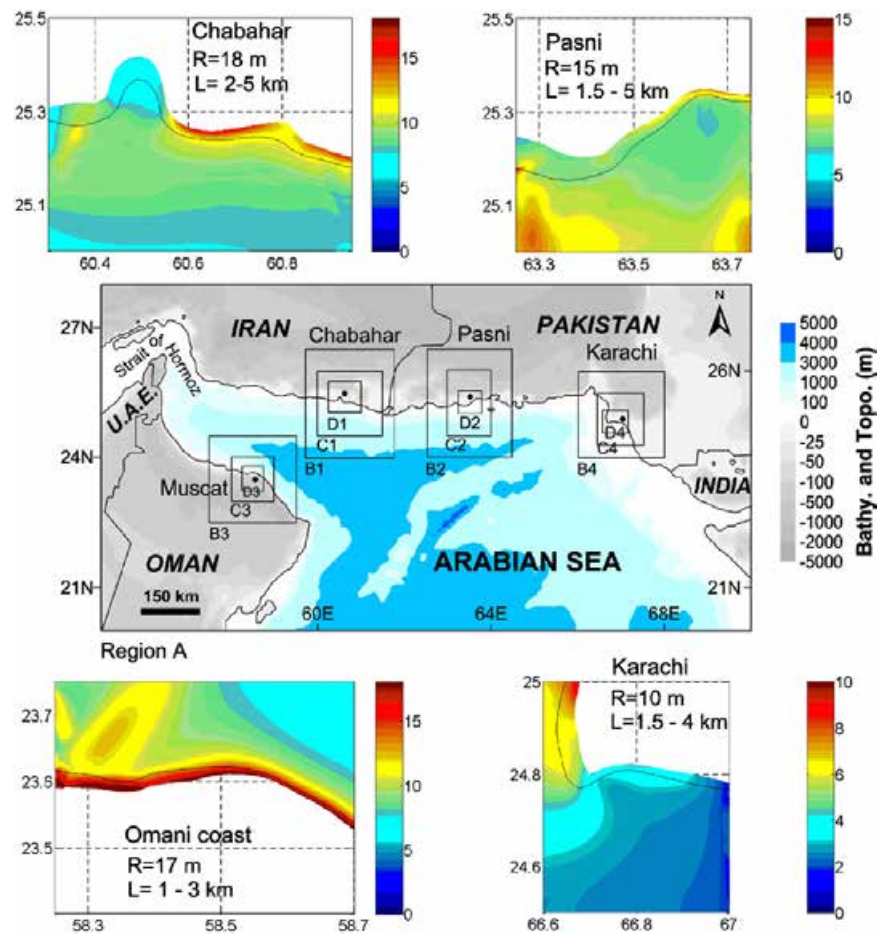 25.5
25.3
25.1
60.4
60.6
60.8
Chabahar
R=18 m
L= 2-5 km
15
10
5
0
25.5
25.3
25.1
63.3
63.5
63.7
Pasni
R=15 m
L= 1.5 - 5 km
15
10
5
0
27N
24N
21N
26N
24N
21N
60E
64E
68E
IRAN
PAKISTAN
Chabahar
Pasni
Karachi
Strait of
Hormoz
U.A.E.
Muscat
OMAN
INDIA
ARABIAN SEA
N
D1
C1
B1
D2
C2
B2
D3
C3
B3
D4
C4
B4
150 km
Region A
5000
4000
3000
1000
100
0
-25
-50
-100
-500
-1000
-2000
-5000
Bathy. and Topo. (m)
23.7
23.6
23.5
58.3
58.5
58.7
Omani coast
R=17 m
L= 1 - 3 km
15
10
5
0
Karachi
R=10 m
L=1.5 - 4 km
25
24.8
24.6
66.6
66.8
67
10
8
6
4
2
0